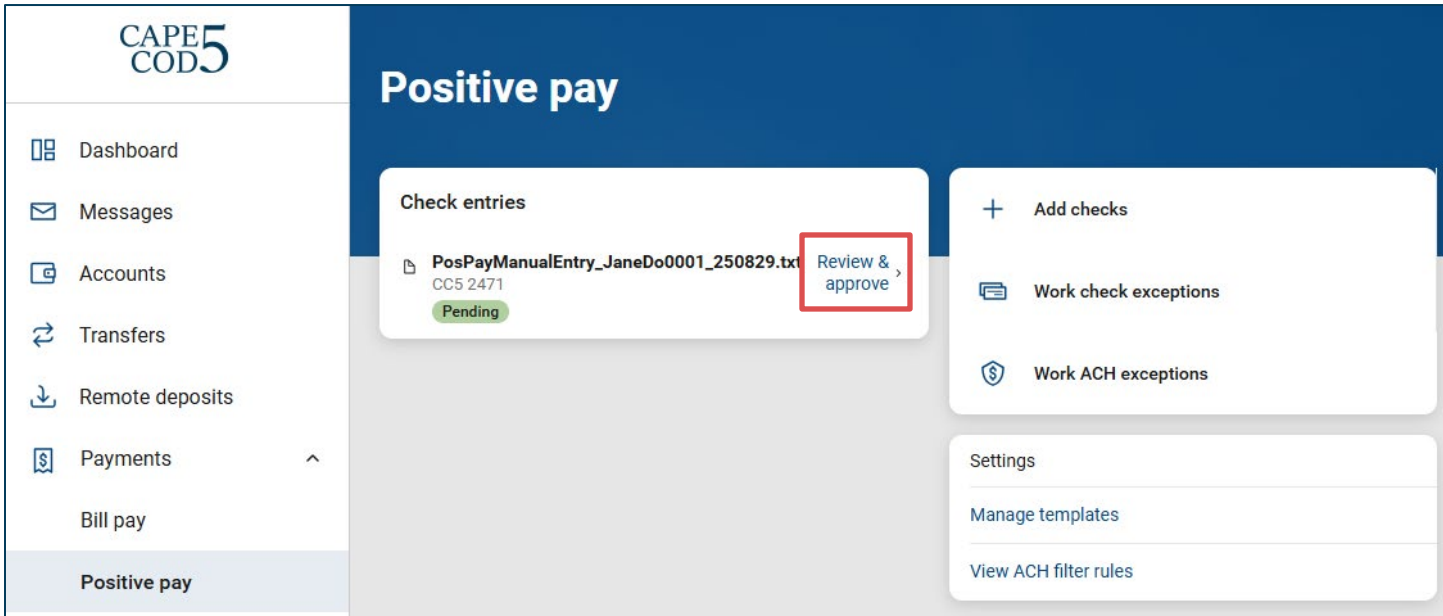 CAPE
COD 5
Dashboard
Messages
Accounts
Transfers
Remote deposits
Payments
Bill pay
Positive pay
Positive pay
Check entries
PosPayManualEntry_JaneDo0001_250829.txt
CC5 2471
Pending
Review &
approve
Add checks
Work check exceptions
Work ACH exceptions
Settings
Manage templates
View ACH filter rules